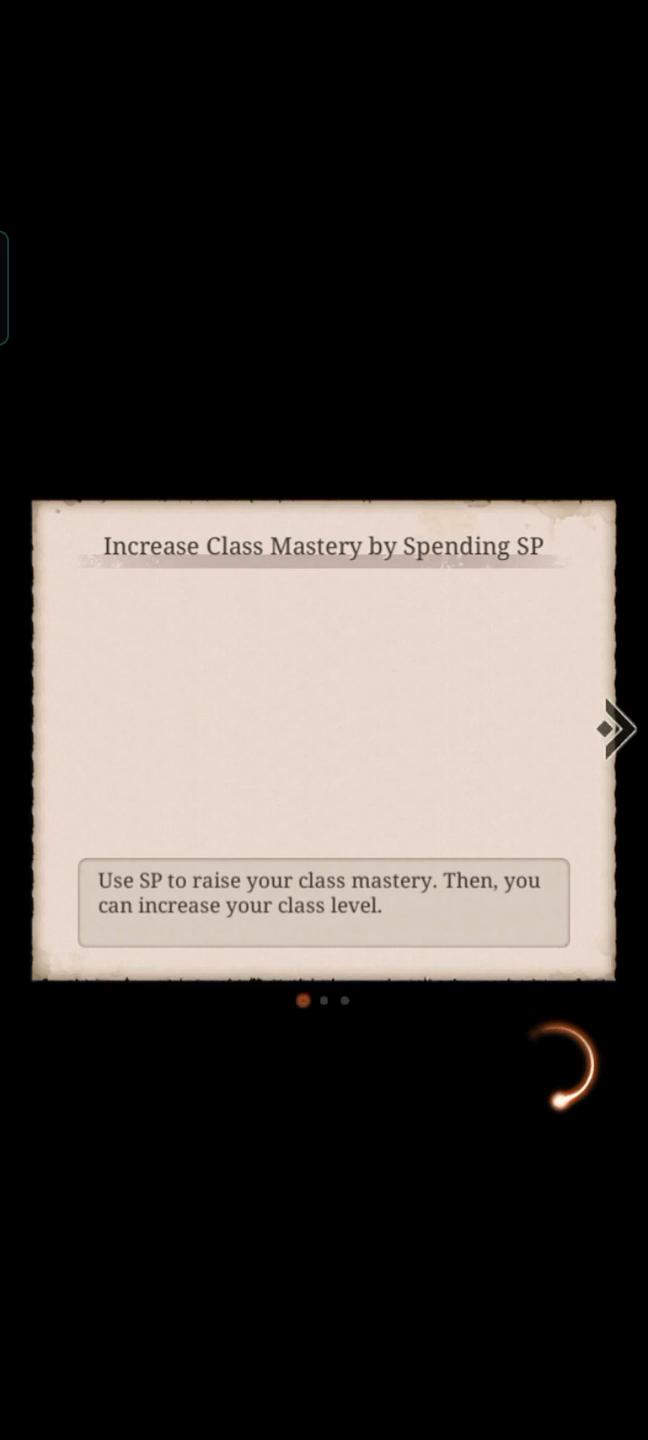 Increase Class Mastery by Spending SP
Use SP to raise your class mastery. Then, you
can increase your class level.